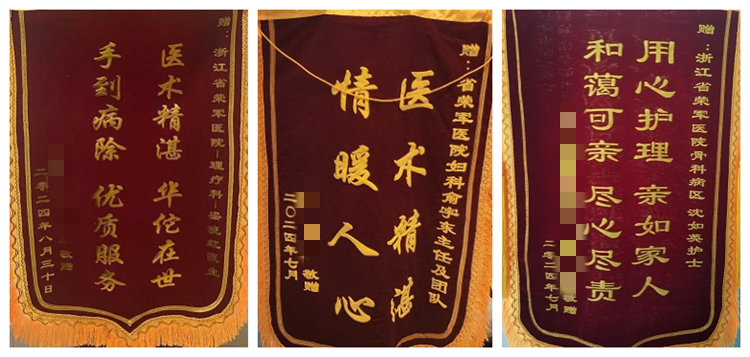 赠：浙江省荣军医院-理疗科-梁晓虹医生
医术精湛 华佗在世
手到病除 优质服务
敬赠
二零二四年八月三十日
赠：省荣军医院妇科俞宇东主任及团队
医术精湛
情暖人心
敬赠
二〇二四年七月
赠：浙江省荣军医院骨科病区 沈如英护士
用心护理 亲如家人
和蔼可亲 尽心尽责
敬赠
二零二四年七月